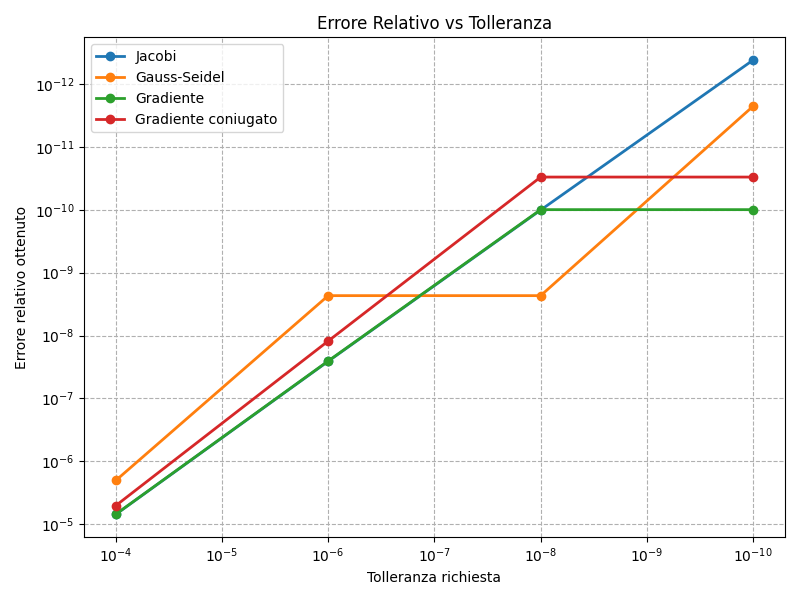 Errore Relativo vs Tolleranza
Jacobi
Gauss-Seidel
Gradiente
Gradiente coniugato
Errore relativo ottenuto
10⁻¹²
10⁻¹¹
10⁻¹⁰
10⁻⁹
10⁻⁸
10⁻⁷
10⁻⁶
10⁻⁵
10⁻⁴ 10⁻⁵ 10⁻⁶ 10⁻⁷ 10⁻⁸ 10⁻⁹ 10⁻¹⁰
Tolleranza richiesta